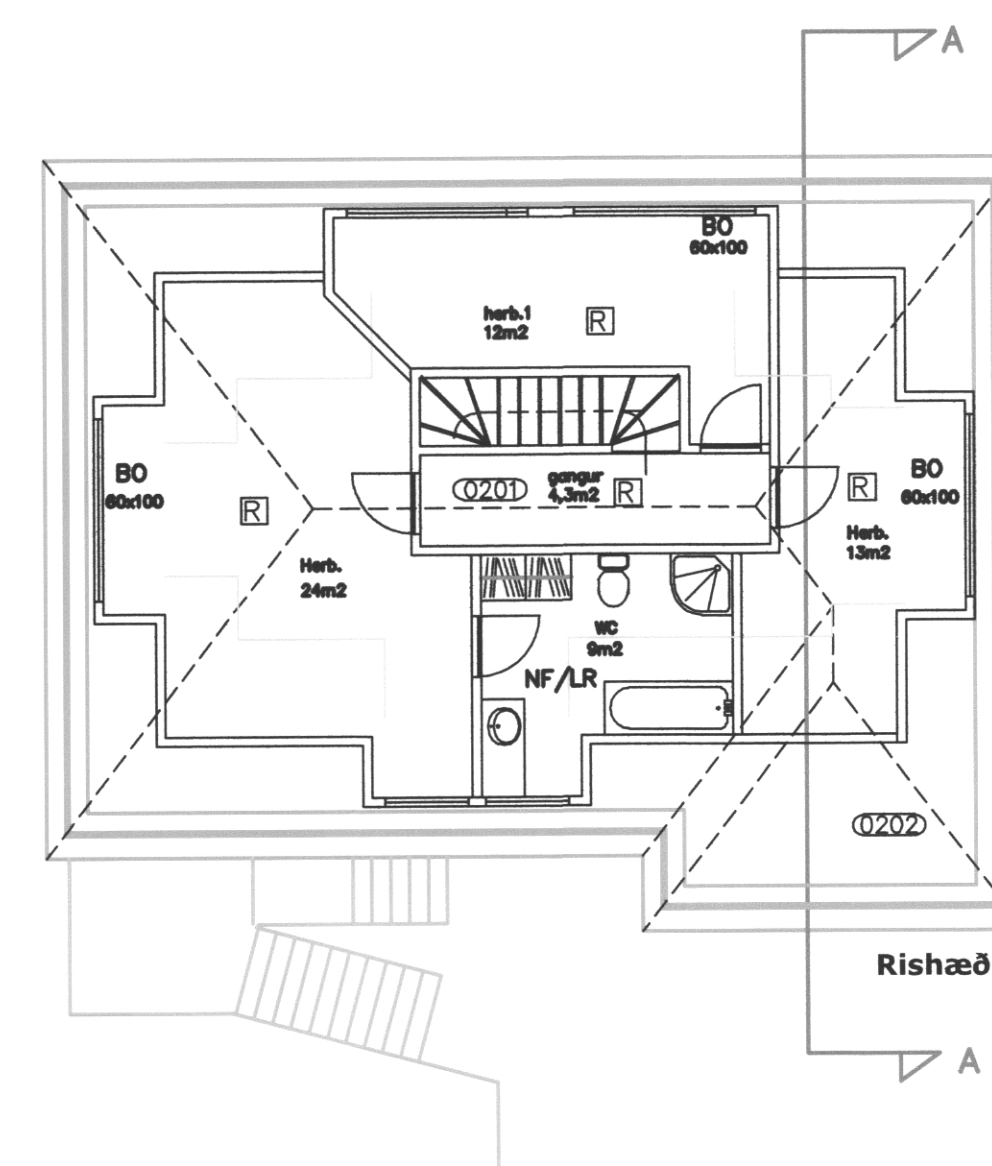 A
BO
60x100
herb.1
12m2
R
BO
60x100
R
0201
gangur
4,3m2
R
R
BO
60x100
Herb.
24m2
Herb.
13m2
WC
9m2
NF/LR
0202
Rishæð
A